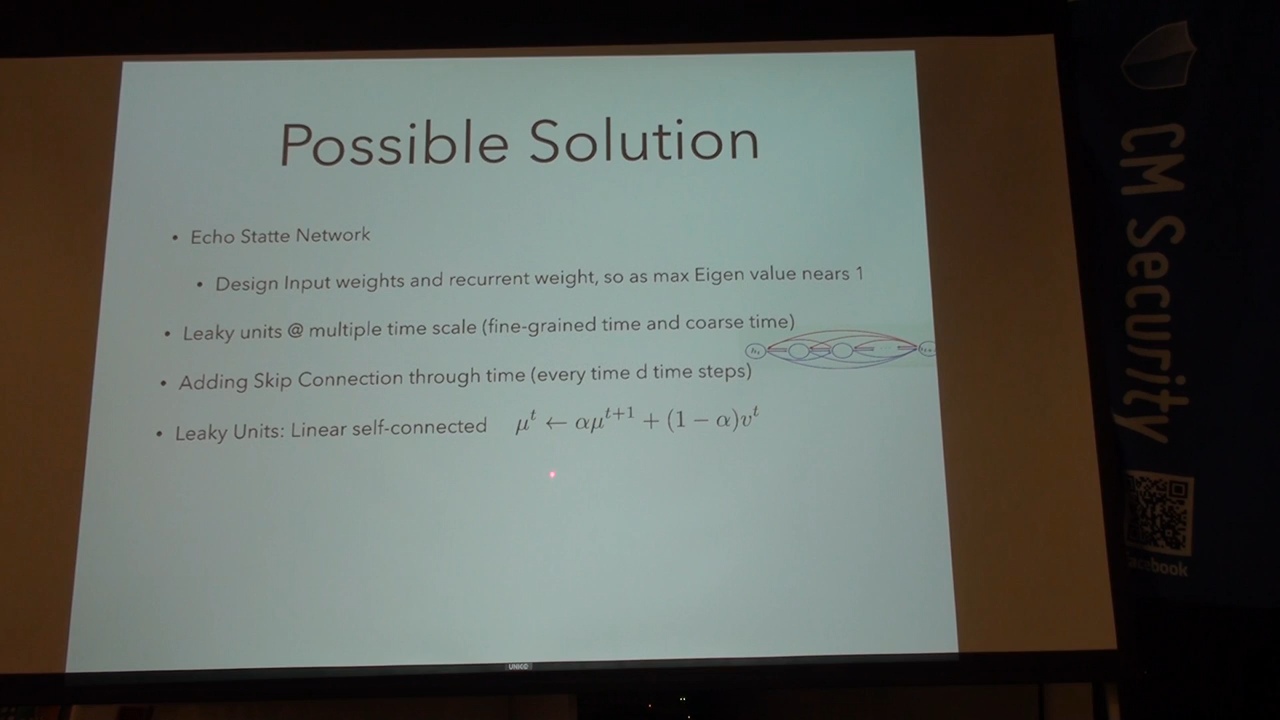 Possible Solution
• Echo Statte Network
• Design Input weights and recurrent weight, so as max Eigen value nears 1
• Leaky units @ multiple time scale (fine-grained time and coarse time)
• Adding Skip Connection through time (every time d time steps)
• Leaky Units: Linear self-connected μ^t ← αμ^{t+1} + (1 − α)v^t
CM Security
facebook
UNICO